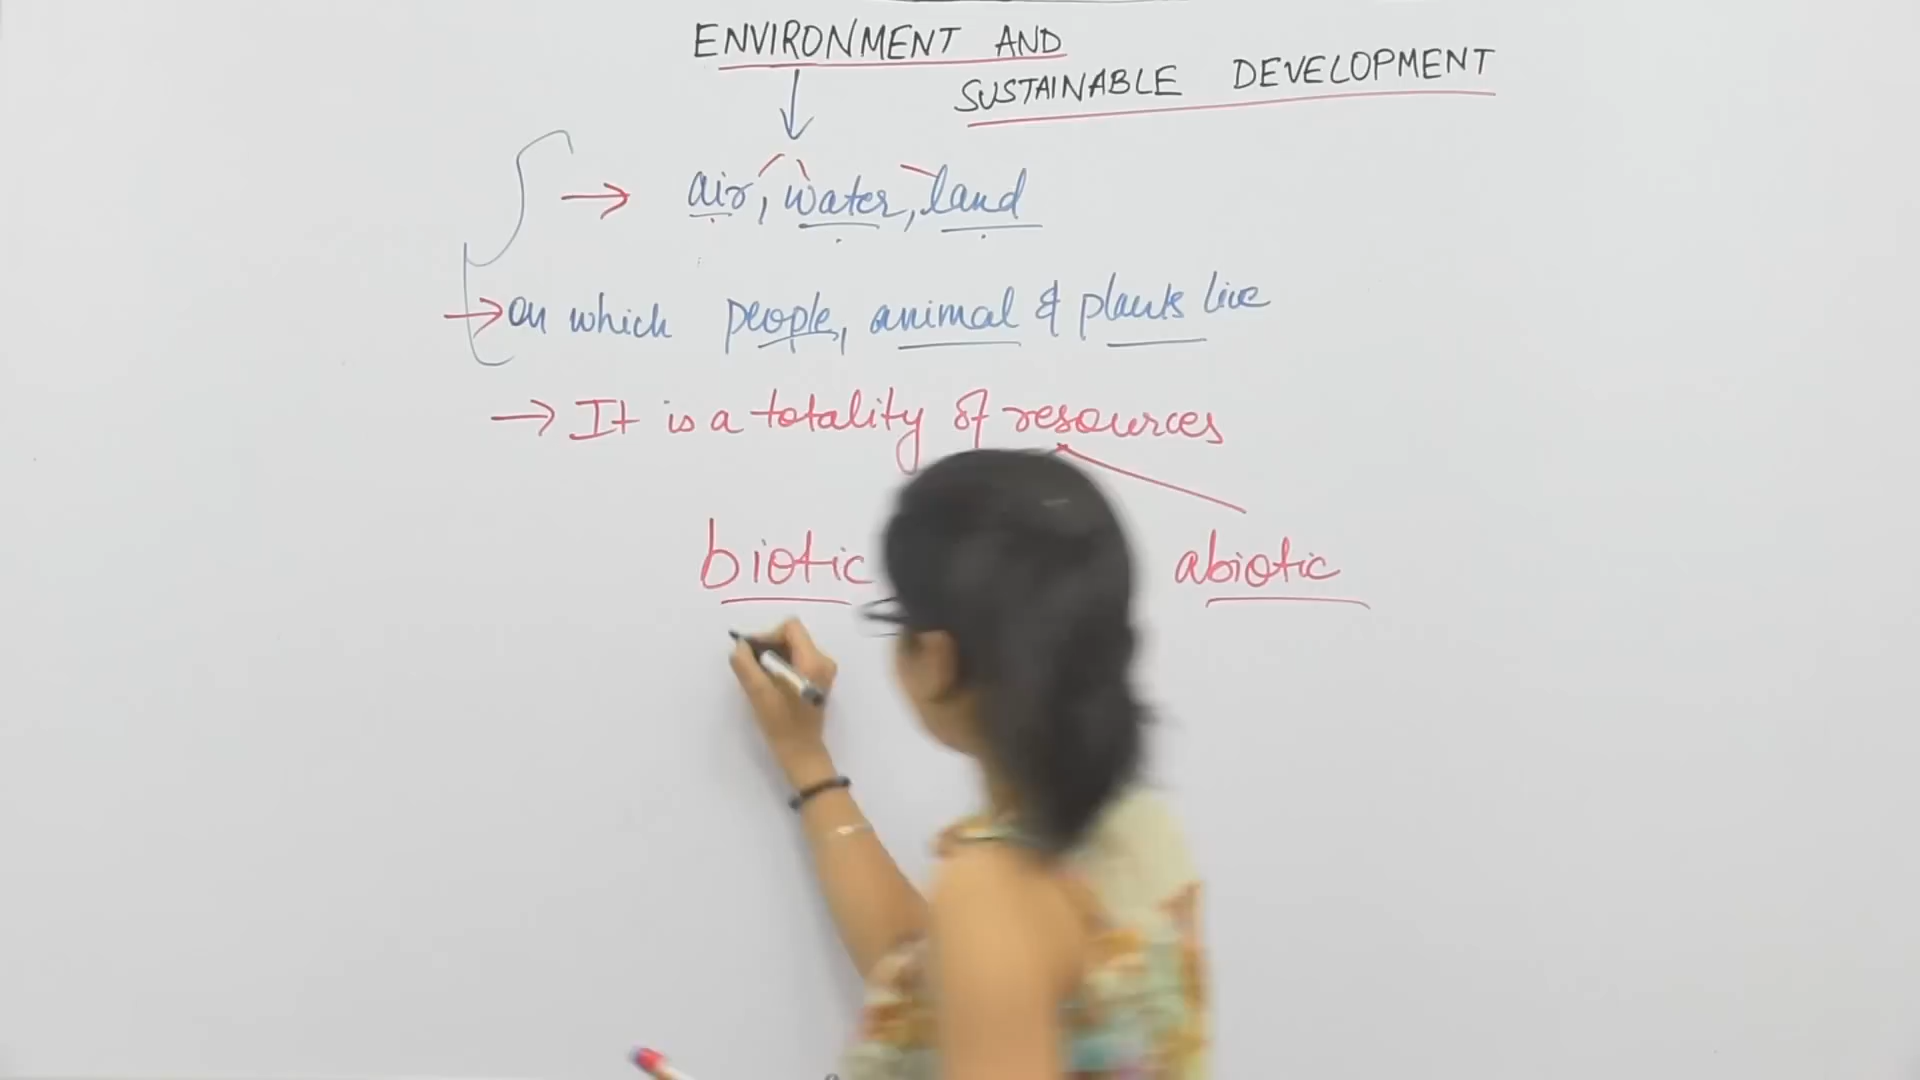 ENVIRONMENT AND
SUSTAINABLE DEVELOPMENT
→ air, water, land
→ on which people, animal & plants live
→ It is a totality of resources
biotic abiotic